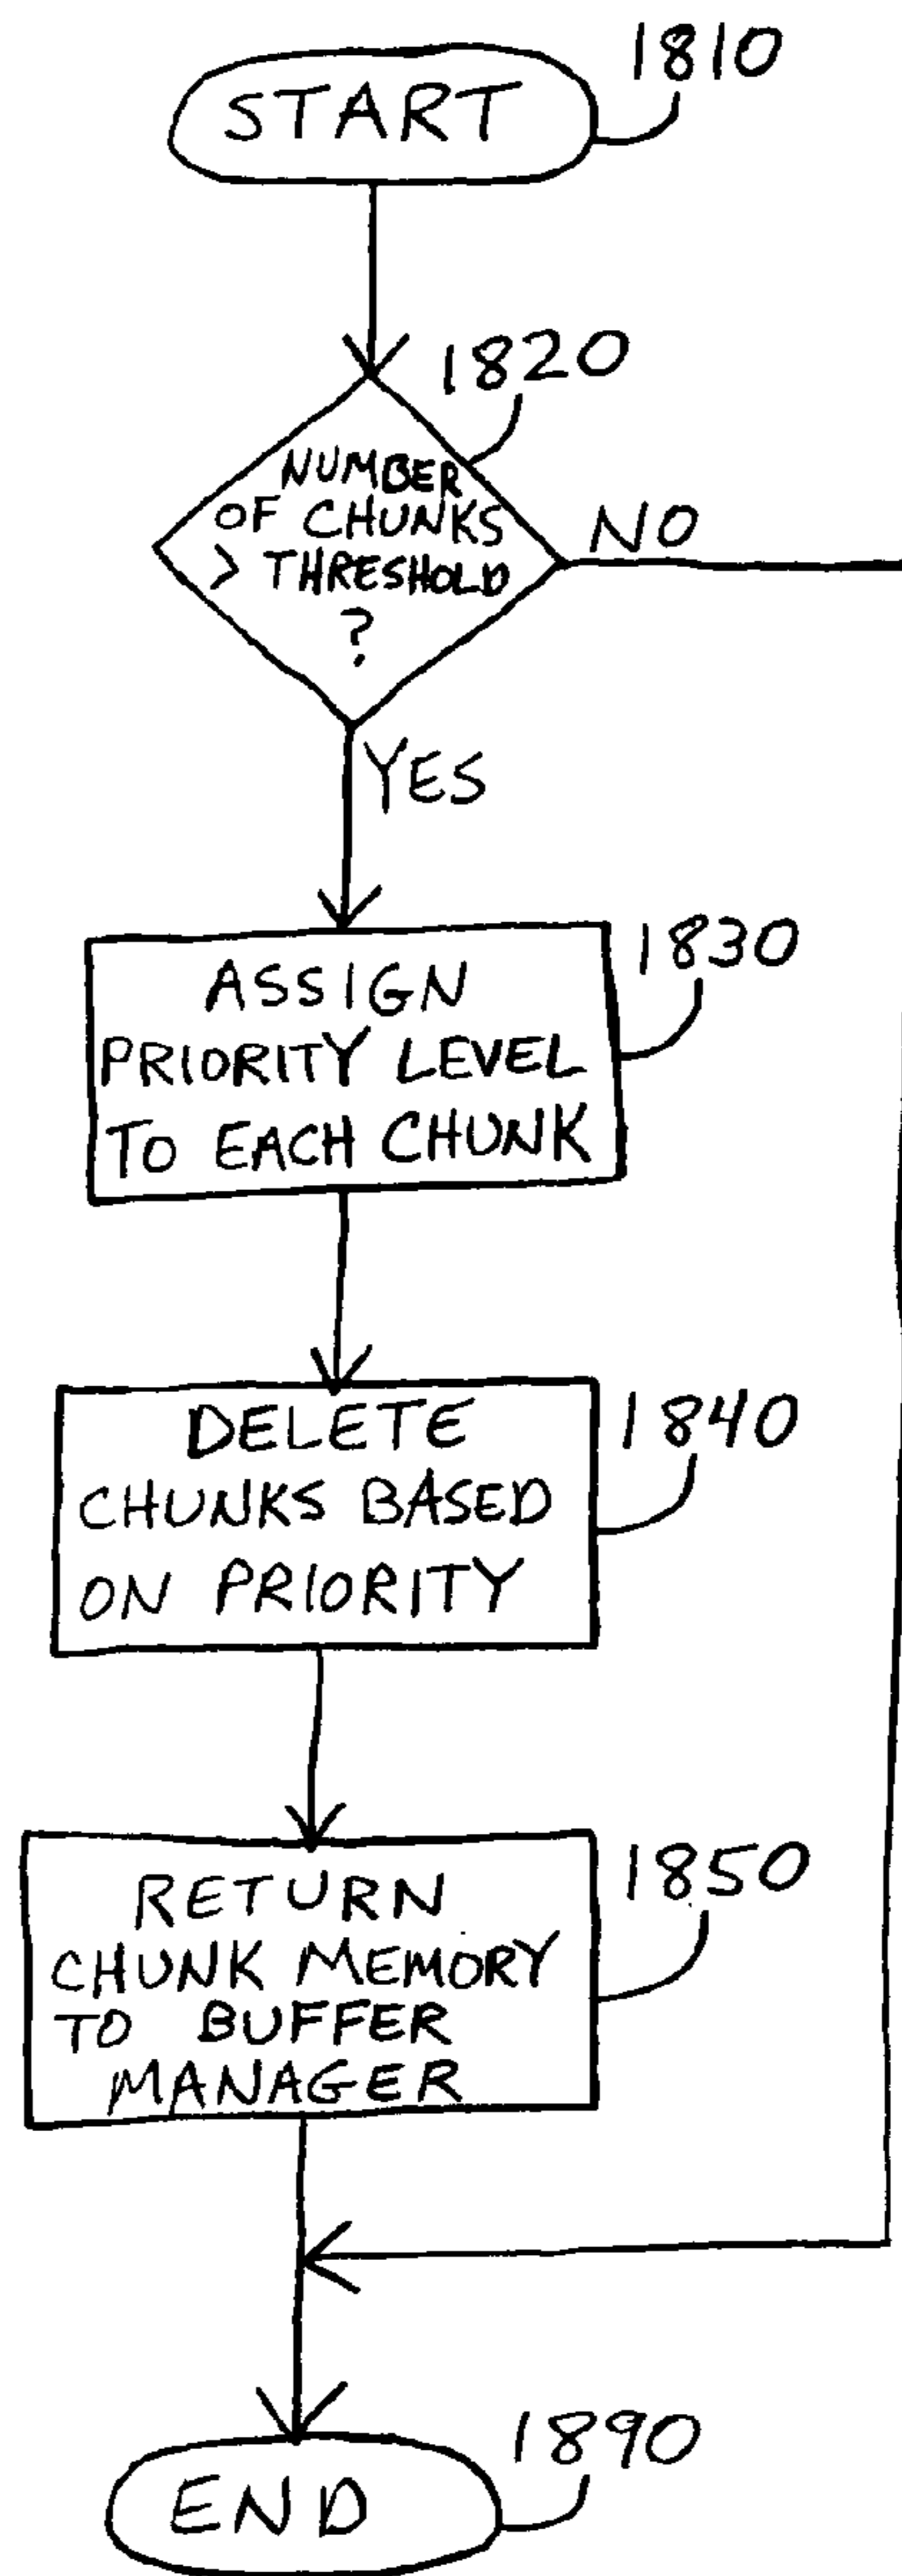 1810
START
1820
NUMBER
OF CHUNKS
> THRESHOLD
?
NO
YES
1830
ASSIGN
PRIORITY LEVEL
TO EACH CHUNK
1840
DELETE
CHUNKS BASED
ON PRIORITY
1850
RETURN
CHUNK MEMORY
TO BUFFER
MANAGER
1890
END